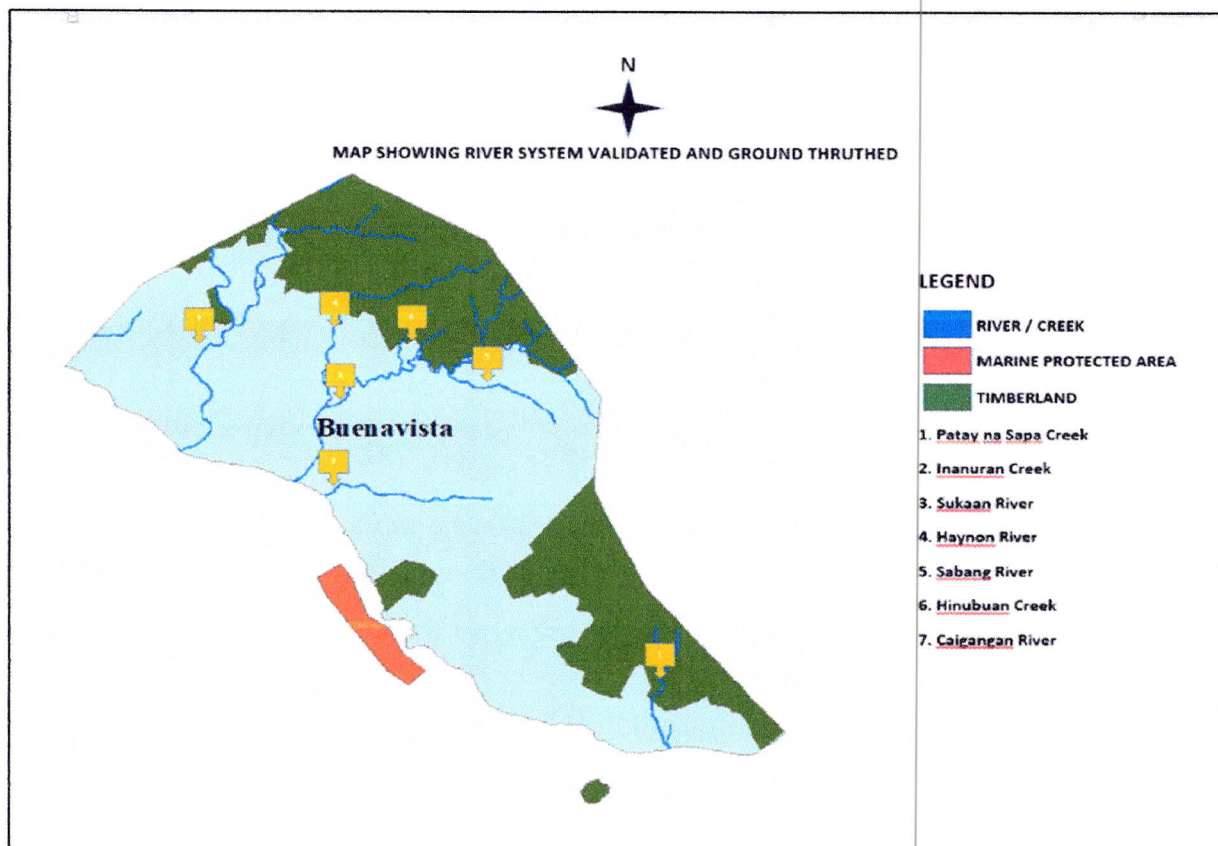 N
MAP SHOWING RIVER SYSTEM VALIDATED AND GROUND THRUTHED
Buenavista
LEGEND
RIVER / CREEK
MARINE PROTECTED AREA
TIMBERLAND
1. Patay na Sapa Creek
2. Inanuran Creek
3. Sukaan River
4. Haynon River
5. Sabang River
6. Hinubuan Creek
7. Caigangan River